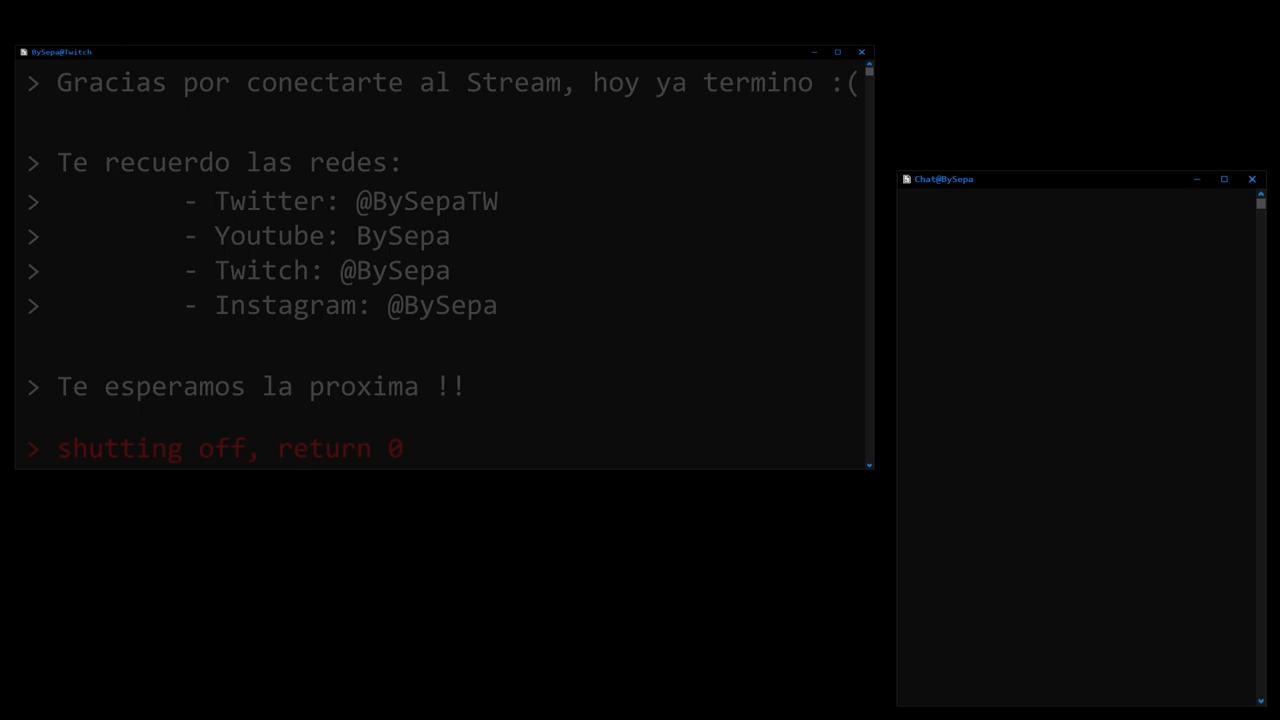 BySepa@Twitch
> Gracias por conectarte al Stream, hoy ya termino :(
> Te recuerdo las redes:
> - Twitter: @BySepaTW
> - Youtube: BySepa
> - Twitch: @BySepa
> - Instagram: @BySepa
> Te esperamos la proxima !!
> shutting off, return 0
Chat@BySepa